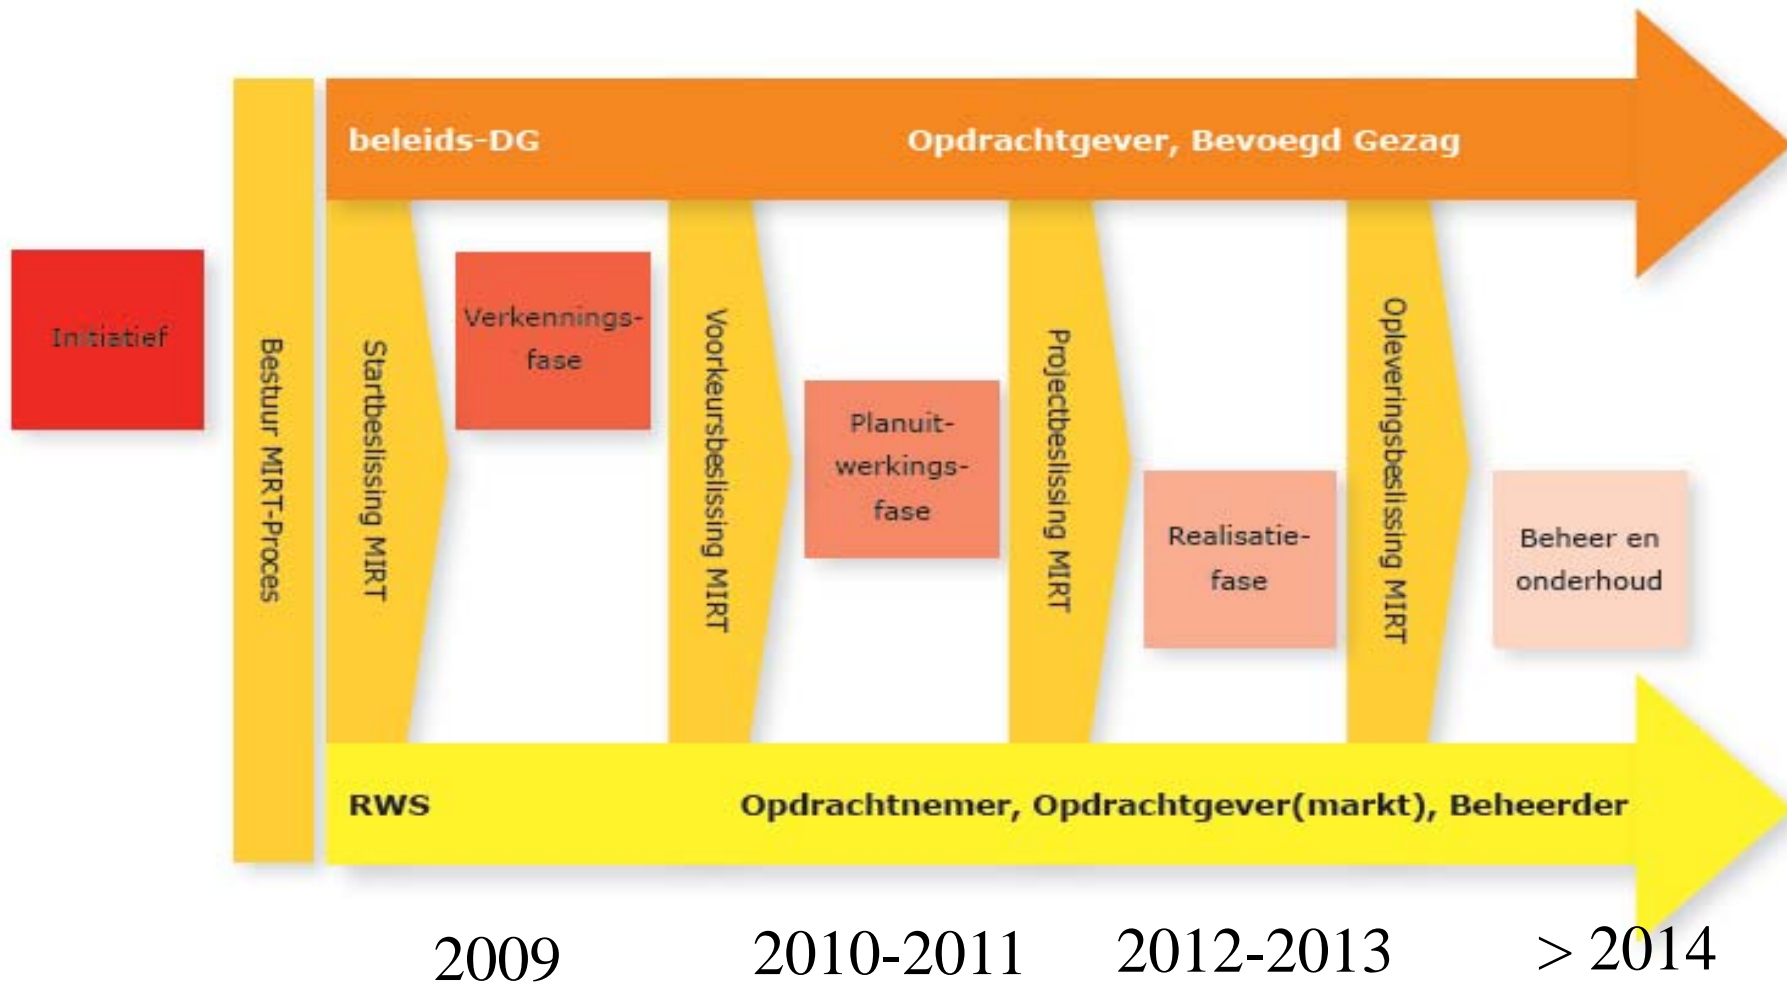 beleids-DG
Opdrachtgever, Bevoegd Gezag
Initiatief
Bestuur MIRT-Proces
Startbeslissing MIRT
Verkennings-
fase
Voorkeursbeslissing MIRT
Planuit-
werkings-
fase
Projectbeslissing MIRT
Realisatie-
fase
Opleveringsbeslissing MIRT
Beheer en
onderhoud
RWS
Opdrachtnemer, Opdrachtgever(markt), Beheerder
2009
2010-2011
2012-2013
> 2014